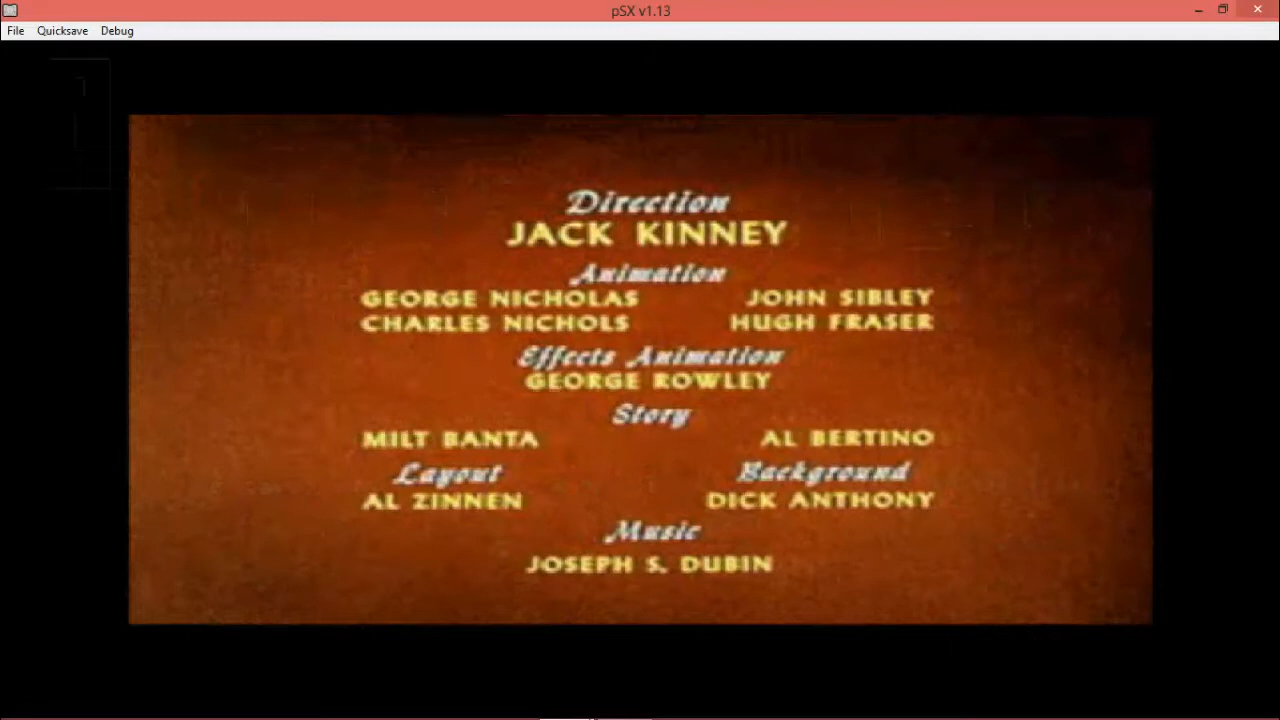 pSX v1.13
File Quicksave Debug
Direction
JACK KINNEY
Animation
GEORGE NICHOLAS JOHN SIBLEY
CHARLES NICHOLS HUGH FRASER
Effects Animation
GEORGE ROWLEY
Story
MILT BANTA AL BERTINO
Layout Background
AL ZINNEN DICK ANTHONY
Music
JOSEPH S. DUBIN